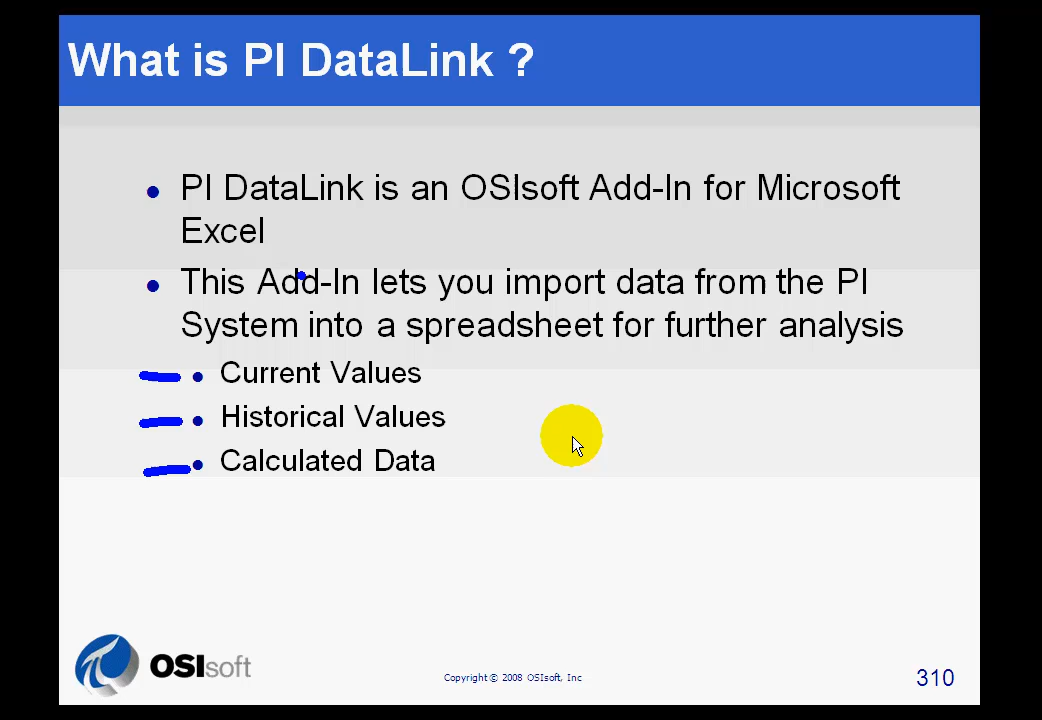 What is PI DataLink ?
PI DataLink is an OSIsoft Add-In for Microsoft
Excel
This Add-In lets you import data from the PI
System into a spreadsheet for further analysis
Current Values
Historical Values
Calculated Data
OSIsoft
Copyright © 2008 OSIsoft, Inc
310